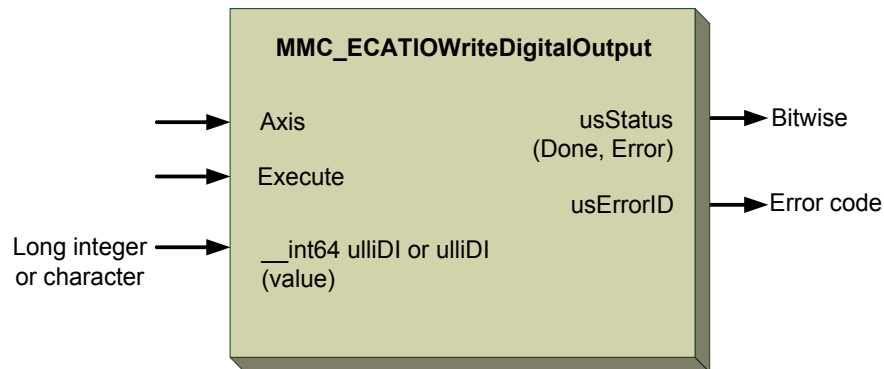 MMC_ECATIOWriteDigitalOutput
Axis
usStatus
(Done, Error)
Bitwise
Execute
usErrorID
Error code
Long integer
or character
__int64 ulliDI or ulliDI
(value)